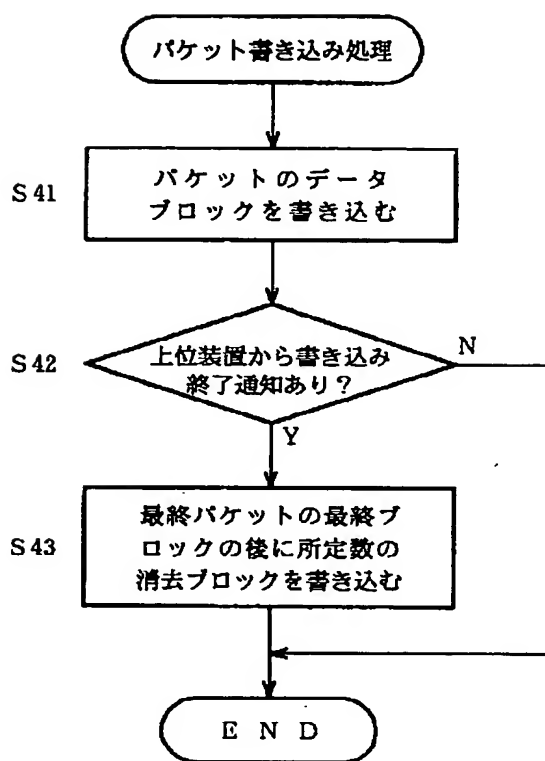 パケット書き込み処理
S41
パケットのデータ
ブロックを書き込む
S42
上位装置から書き込み
終了通知あり？
N
Y
S43
最終パケットの最終ブ
ロックの後に所定数の
消去ブロックを書き込む
END